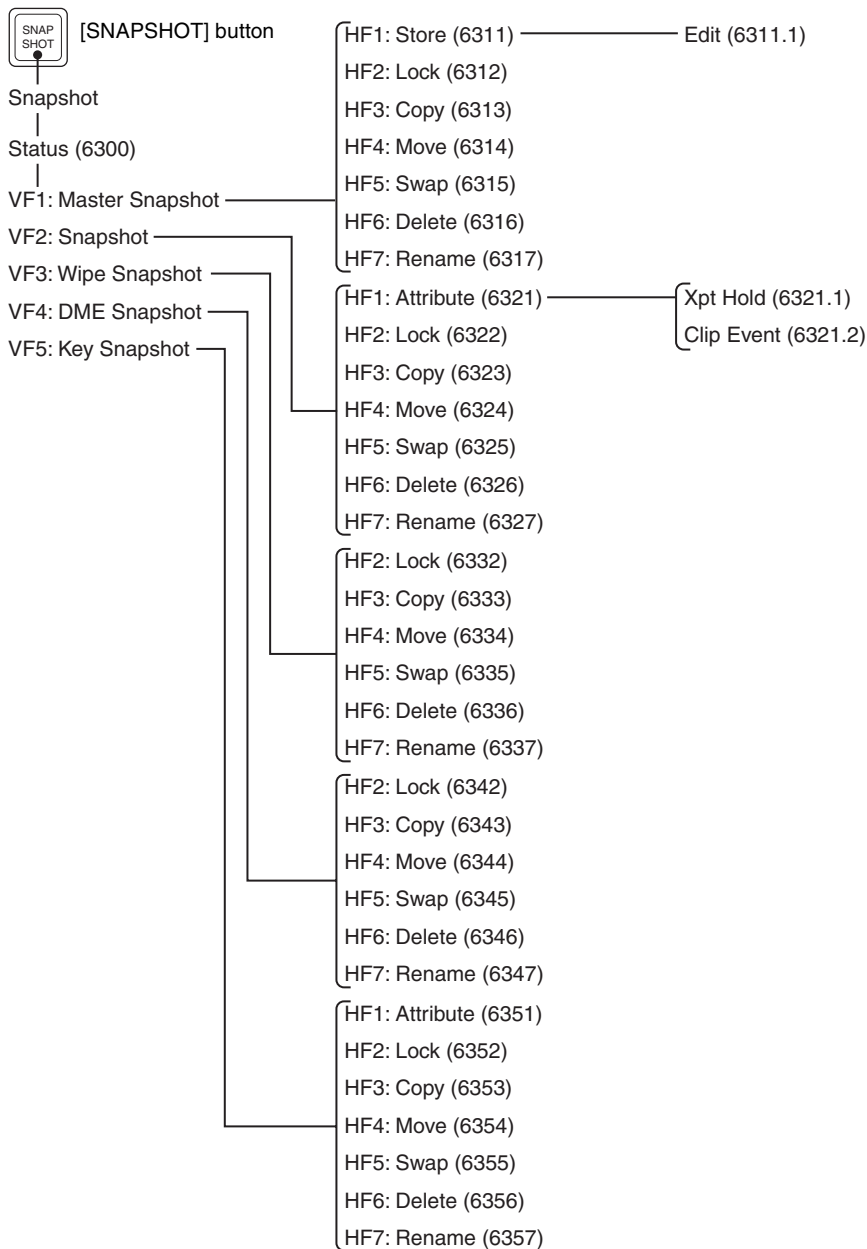 SNAP
SHOT
[SNAPSHOT] button
Snapshot
Status (6300)
VF1: Master Snapshot
VF2: Snapshot
VF3: Wipe Snapshot
VF4: DME Snapshot
VF5: Key Snapshot
HF1: Store (6311)
Edit (6311.1)
HF2: Lock (6312)
HF3: Copy (6313)
HF4: Move (6314)
HF5: Swap (6315)
HF6: Delete (6316)
HF7: Rename (6317)
HF1: Attribute (6321)
Xpt Hold (6321.1)
Clip Event (6321.2)
HF2: Lock (6322)
HF3: Copy (6323)
HF4: Move (6324)
HF5: Swap (6325)
HF6: Delete (6326)
HF7: Rename (6327)
HF2: Lock (6332)
HF3: Copy (6333)
HF4: Move (6334)
HF5: Swap (6335)
HF6: Delete (6336)
HF7: Rename (6337)
HF2: Lock (6342)
HF3: Copy (6343)
HF4: Move (6344)
HF5: Swap (6345)
HF6: Delete (6346)
HF7: Rename (6347)
HF1: Attribute (6351)
HF2: Lock (6352)
HF3: Copy (6353)
HF4: Move (6354)
HF5: Swap (6355)
HF6: Delete (6356)
HF7: Rename (6357)